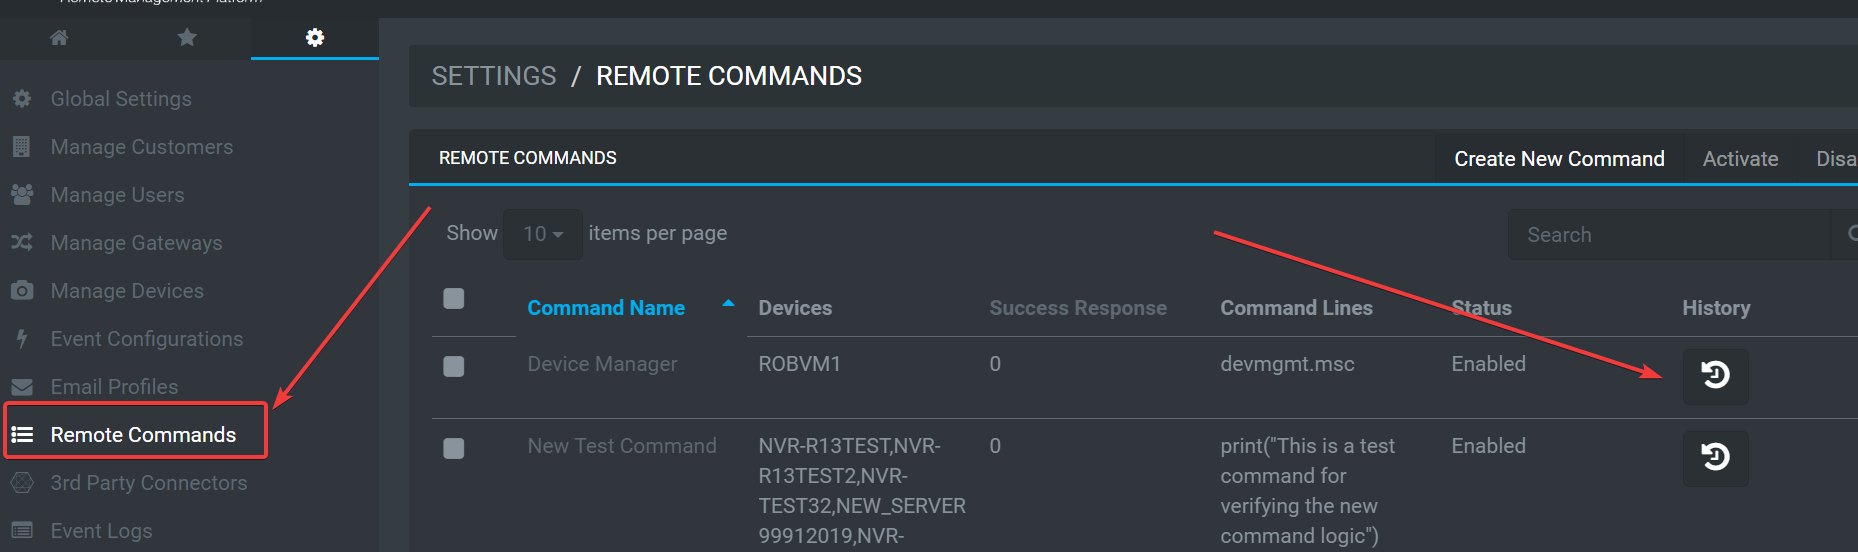 Remote Management Platform
SETTINGS / REMOTE COMMANDS
Global Settings
Manage Customers
Manage Users
Manage Gateways
Manage Devices
Event Configurations
Email Profiles
Remote Commands
3rd Party Connectors
Event Logs
REMOTE COMMANDS
Create New Command Activate Disa
Show 10 items per page
Search
Command Name Devices Success Response Command Lines Status History
Device Manager ROBVM1 0 devmgmt.msc Enabled
New Test Command NVR-R13TEST,NVR- 0 print("This is a test Enabled
R13TEST2,NVR- command for
TEST32,NEW_SERVER verifying the new
99912019,NVR- command logic")